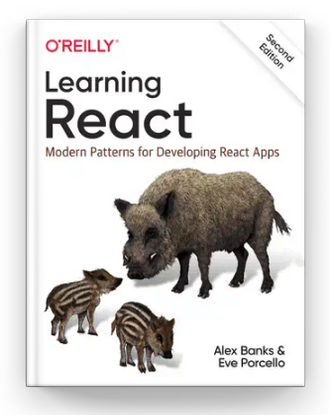 O'REILLY®
Second
Edition
Learning
React
Modern Patterns for Developing React Apps
Alex Banks &
Eve Porcello